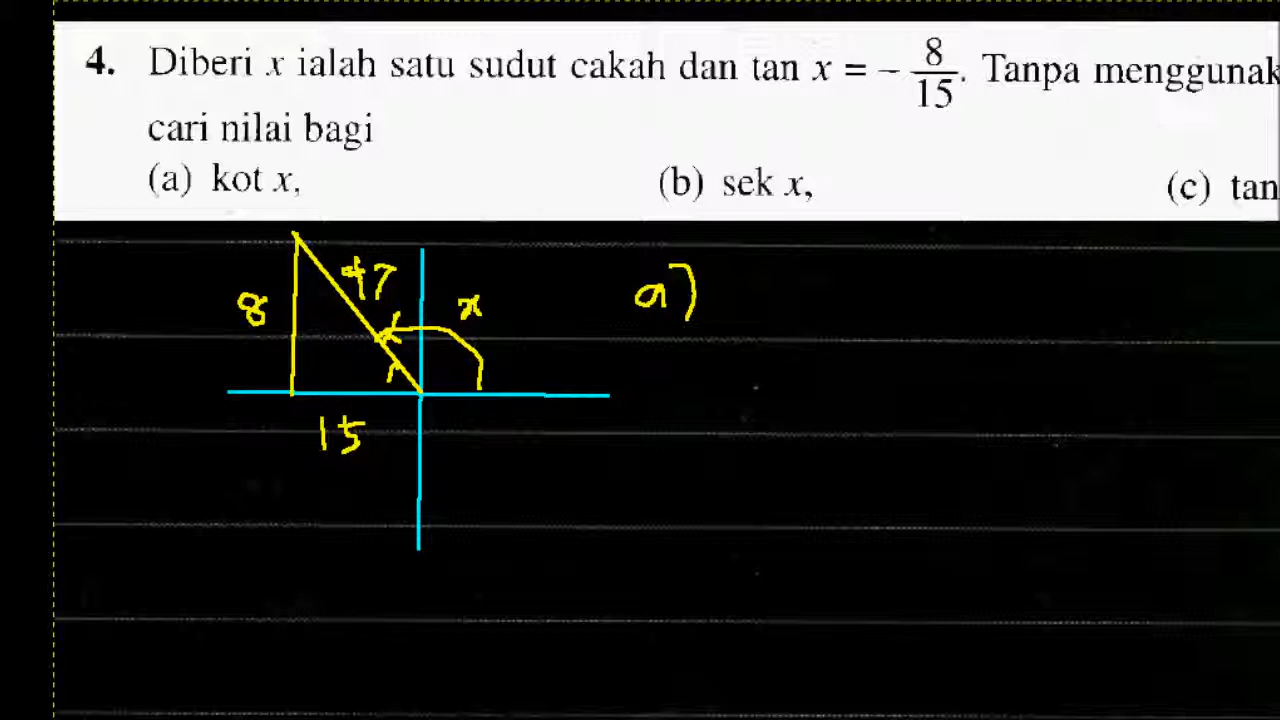 4. Diberi x ialah satu sudut cakah dan tan x = - 8/15. Tanpa menggunak
cari nilai bagi
(a) kot x,
(b) sek x,
(c) tan
8
x
a)
15